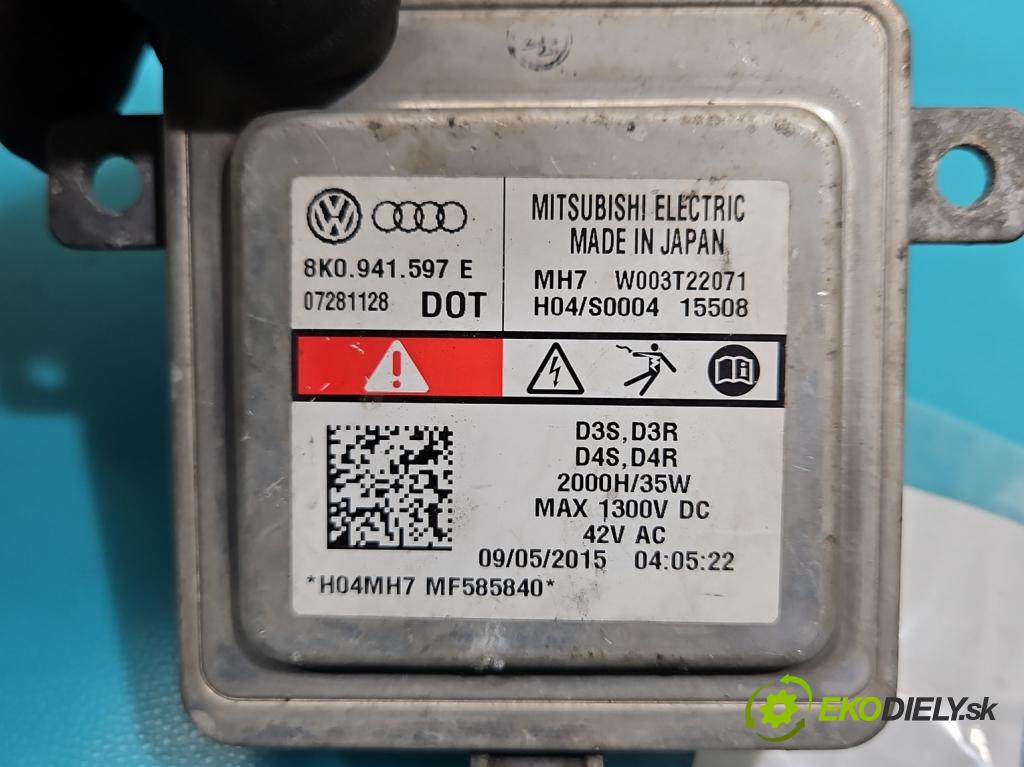 MITSUBISHI ELECTRIC
MADE IN JAPAN
8K0.941.597 E
07281128 DOT
MH7 W003T22071
H04/S0004 15508
D3S,D3R
D4S,D4R
2000H/35W
MAX 1300V DC
42V AC
09/05/2015 04:05:22
*H04MH7 MF585840*
EKODIELY.sk